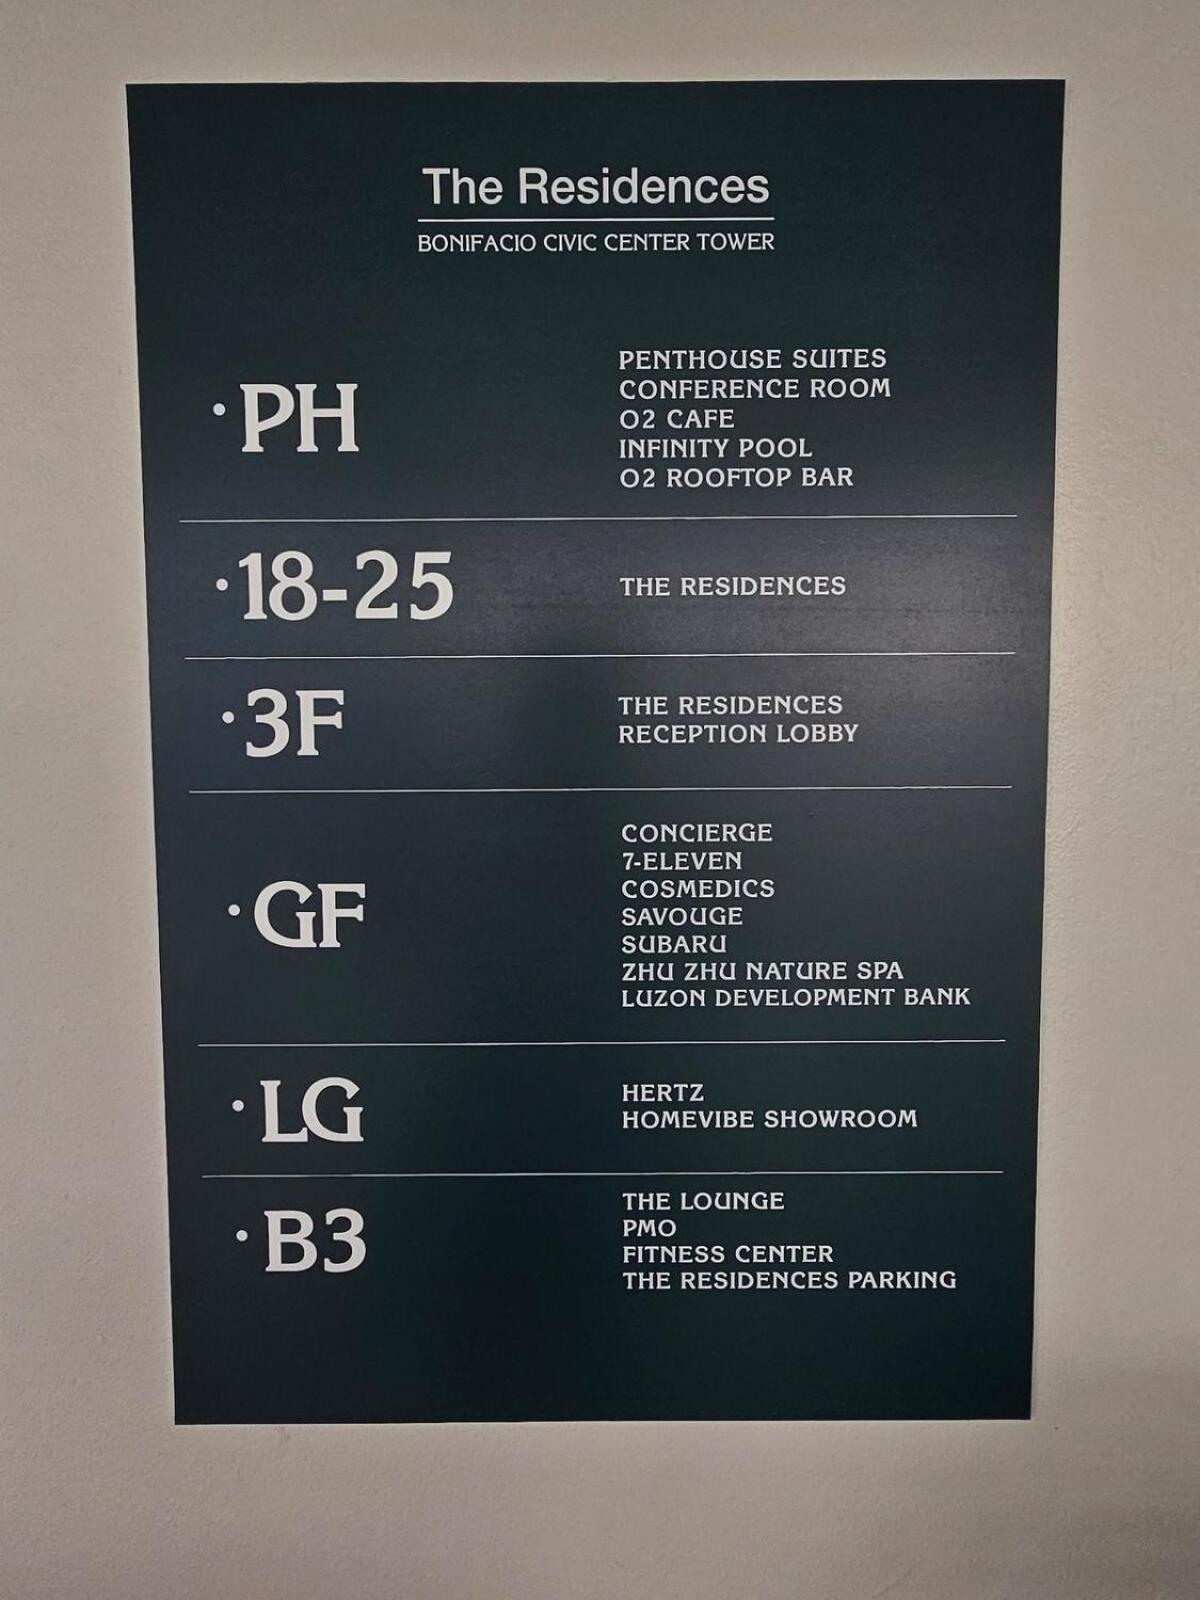 The Residences
BONIFACIO CIVIC CENTER TOWER
• PH
PENTHOUSE SUITES
CONFERENCE ROOM
O2 CAFE
INFINITY POOL
O2 ROOFTOP BAR
• 18-25
THE RESIDENCES
• 3F
THE RESIDENCES
RECEPTION LOBBY
• GF
CONCIERGE
7-ELEVEN
COSMEDICS
SAVOUGE
SUBARU
ZHU ZHU NATURE SPA
LUZON DEVELOPMENT BANK
• LG
HERTZ
HOMEVIBE SHOWROOM
• B3
THE LOUNGE
PMO
FITNESS CENTER
THE RESIDENCES PARKING